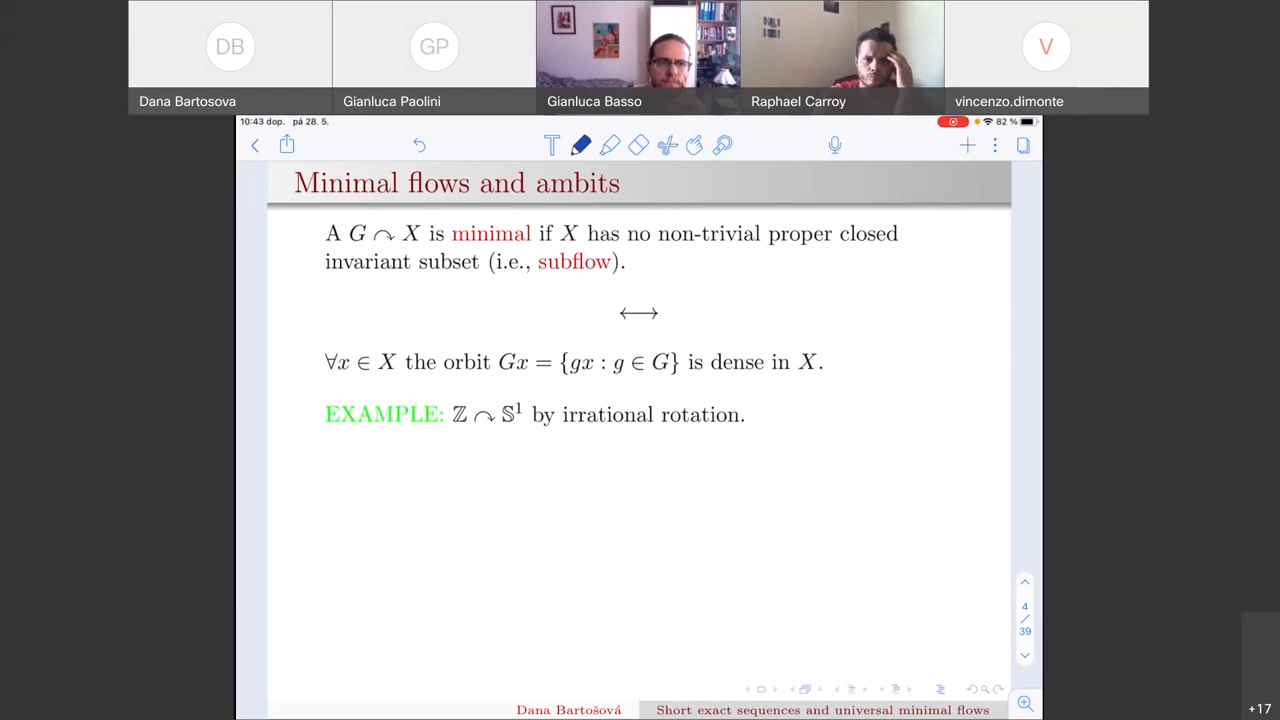 DB
GP
V
Dana Bartosova
Gianluca Paolini
Gianluca Basso
Raphael Carroy
vincenzo.dimonte
10:43 dop. pá 28. 5.
82 %
T
Minimal flows and ambits
A G ↷ X is minimal if X has no non-trivial proper closed
invariant subset (i.e., subflow).
⟷
∀x ∈ X the orbit Gx = {gx : g ∈ G} is dense in X.
EXAMPLE: ℤ ↷ 𝕊¹ by irrational rotation.
4
/
39
Dana Bartošová
Short exact sequences and universal minimal flows
+17